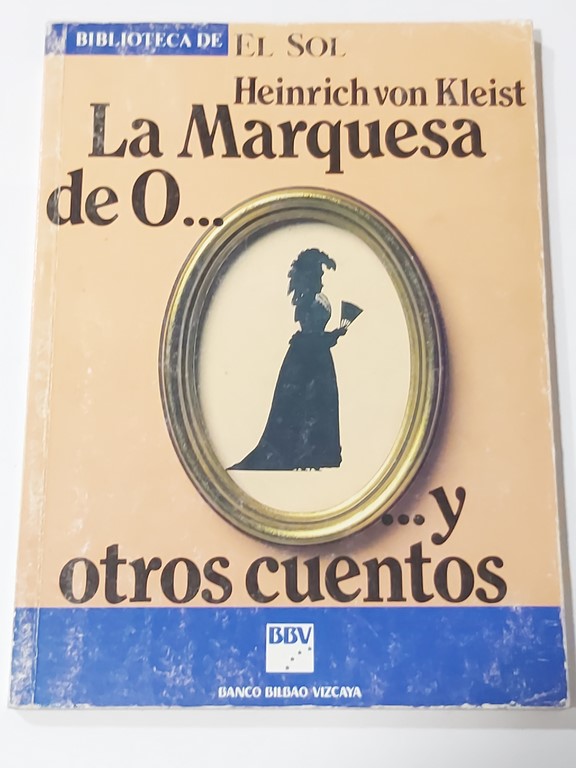 BIBLIOTECA DE EL SOL
Heinrich von Kleist
La Marquesa
de O...
...y
otros cuentos
BBV
BANCO BILBAO VIZCAYA